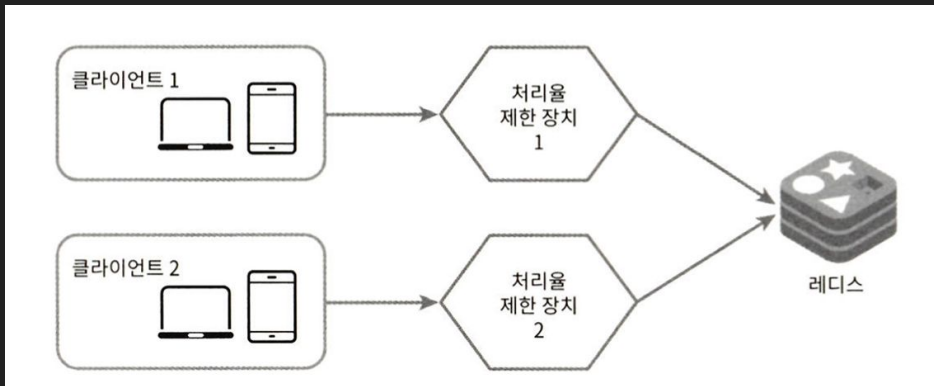 클라이언트 1
처리율
제한 장치
1
클라이언트 2
처리율
제한 장치
2
레디스